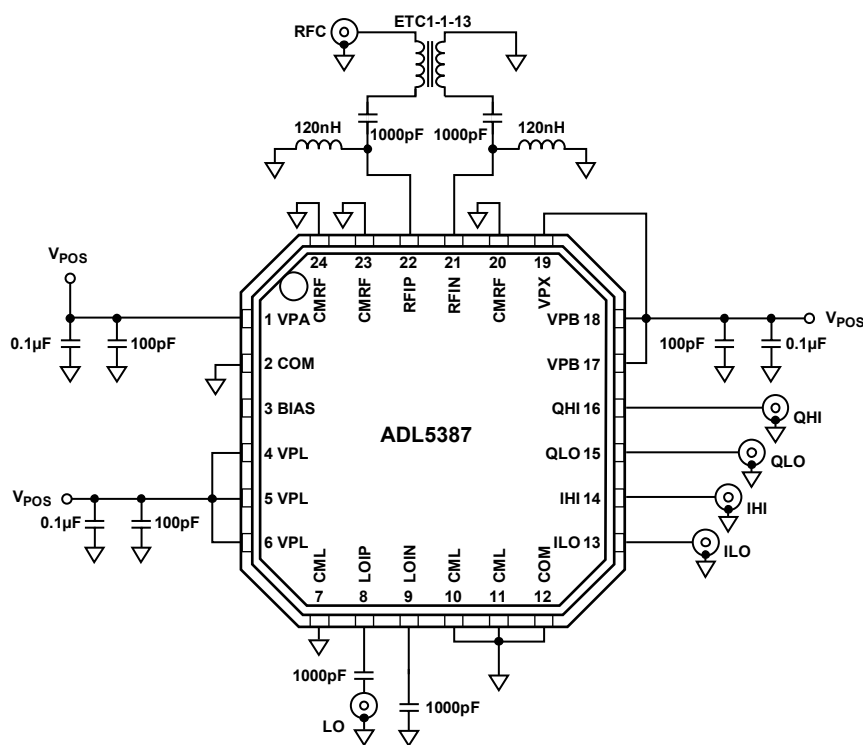 ETC1-1-13
RFC
120nH
1000pF
1000pF
120nH
24
23
22
21
20
19
CMRF
CMRF
RFIP
RFIN
CMRF
VPX
VPOS
0.1µF
100pF
1 VPA
2 COM
3 BIAS
4 VPL
5 VPL
6 VPL
VPOS
0.1µF
100pF
ADL5387
VPB 18
VPB 17
QHI 16
QLO 15
IHI 14
ILO 13
100pF
0.1µF
VPOS
QHI
QLO
IHI
ILO
CML
LOIP
LOIN
CML
CML
COM
7
8
9
10
11
12
1000pF
LO
1000pF